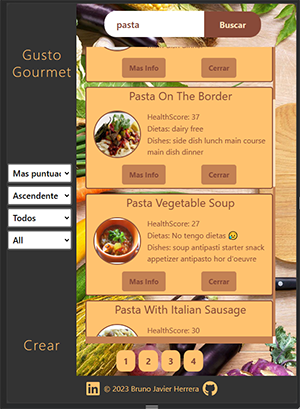 Gusto
Gourmet
Mas puntuac
Ascendente
Todos
All
Crear
pasta
Buscar
Mas Info
Cerrar
Pasta On The Border
HealthScore: 37
Dietas: dairy free
Dishes: side dish lunch main course
main dish dinner
Mas Info
Cerrar
Pasta Vegetable Soup
HealthScore: 27
Dietas: No tengo dietas 🥲
Dishes: soup antipasti starter snack
appetizer antipasto hor d'oeuvre
Mas Info
Cerrar
Pasta With Italian Sausage
HealthScore: 30
1 2 3 4
in © 2023 Bruno Javier Herrera